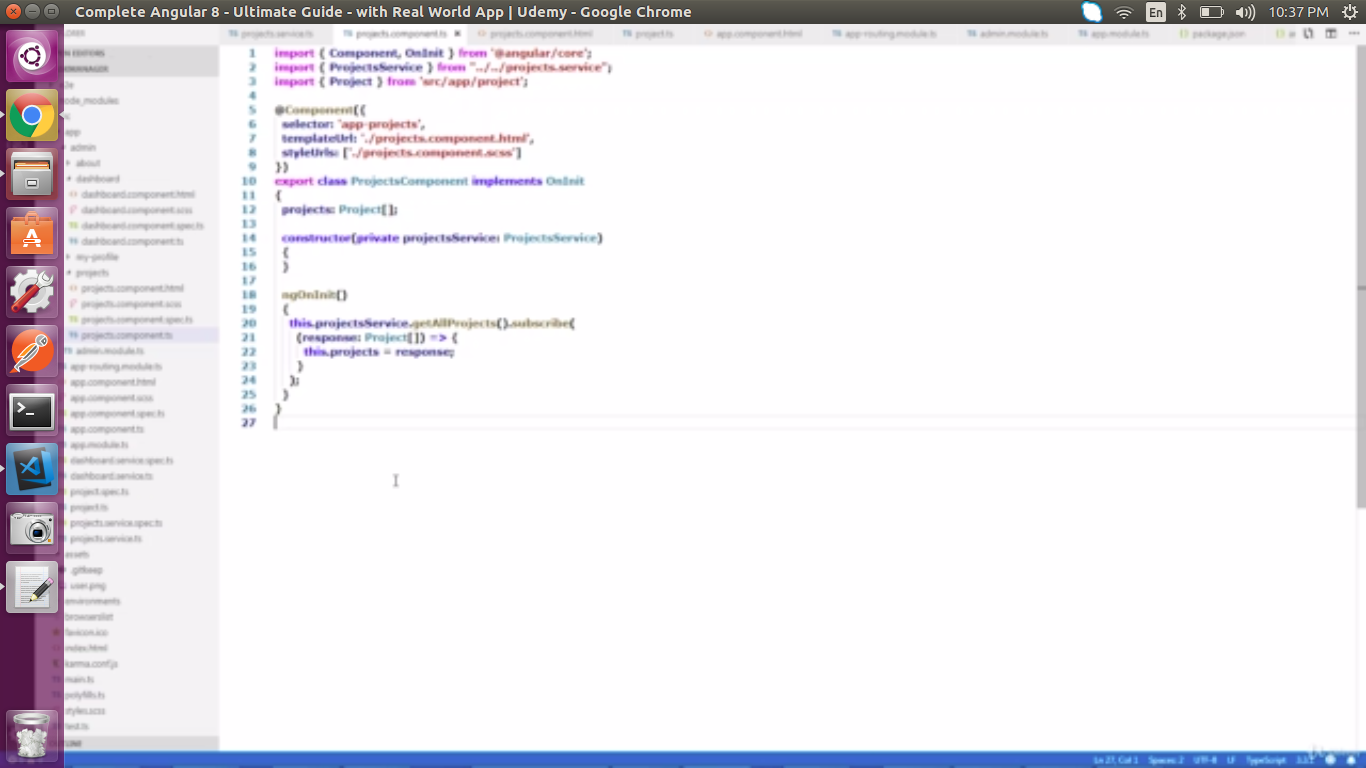 Complete Angular 8 - Ultimate Guide - with Real World App | Udemy - Google Chrome
En
10:37 PM
projects.service.ts
projects.component.ts
projects.component.html
project.ts
app.component.html
app-routing.module.ts
admin.module.ts
app.module.ts
package.json
node_modules
app
admin
about
dashboard
dashboard.component.html
dashboard.component.scss
dashboard.component.spec.ts
dashboard.component.ts
my-profile
projects
projects.component.html
projects.component.scss
projects.component.spec.ts
projects.component.ts
admin.module.ts
app-routing.module.ts
app.component.html
app.component.scss
app.component.spec.ts
app.component.ts
app.module.ts
dashboard.service.spec.ts
dashboard.service.ts
project.spec.ts
project.ts
projects.service.spec.ts
projects.service.ts
assets
.gitkeep
user.png
environments
browserslist
favicon.ico
index.html
karma.conf.js
main.ts
polyfills.ts
styles.scss
test.ts
1 import { Component, OnInit } from '@angular/core';
2 import { ProjectsService } from "../../projects.service";
3 import { Project } from 'src/app/project';
4
5 @Component({
6 selector: 'app-projects',
7 templateUrl: './projects.component.html',
8 styleUrls: ['./projects.component.scss']
9 })
10 export class ProjectsComponent implements OnInit
11 {
12 projects: Project[];
13
14 constructor(private projectsService: ProjectsService)
15 {
16 }
17
18 ngOnInit()
19 {
20 this.projectsService.getAllProjects().subscribe(
21 (response: Project[]) => {
22 this.projects = response;
23 }
24 );
25 }
26 }
27
Ln 27, Col 1 Spaces: 2 UTF-8 LF TypeScript